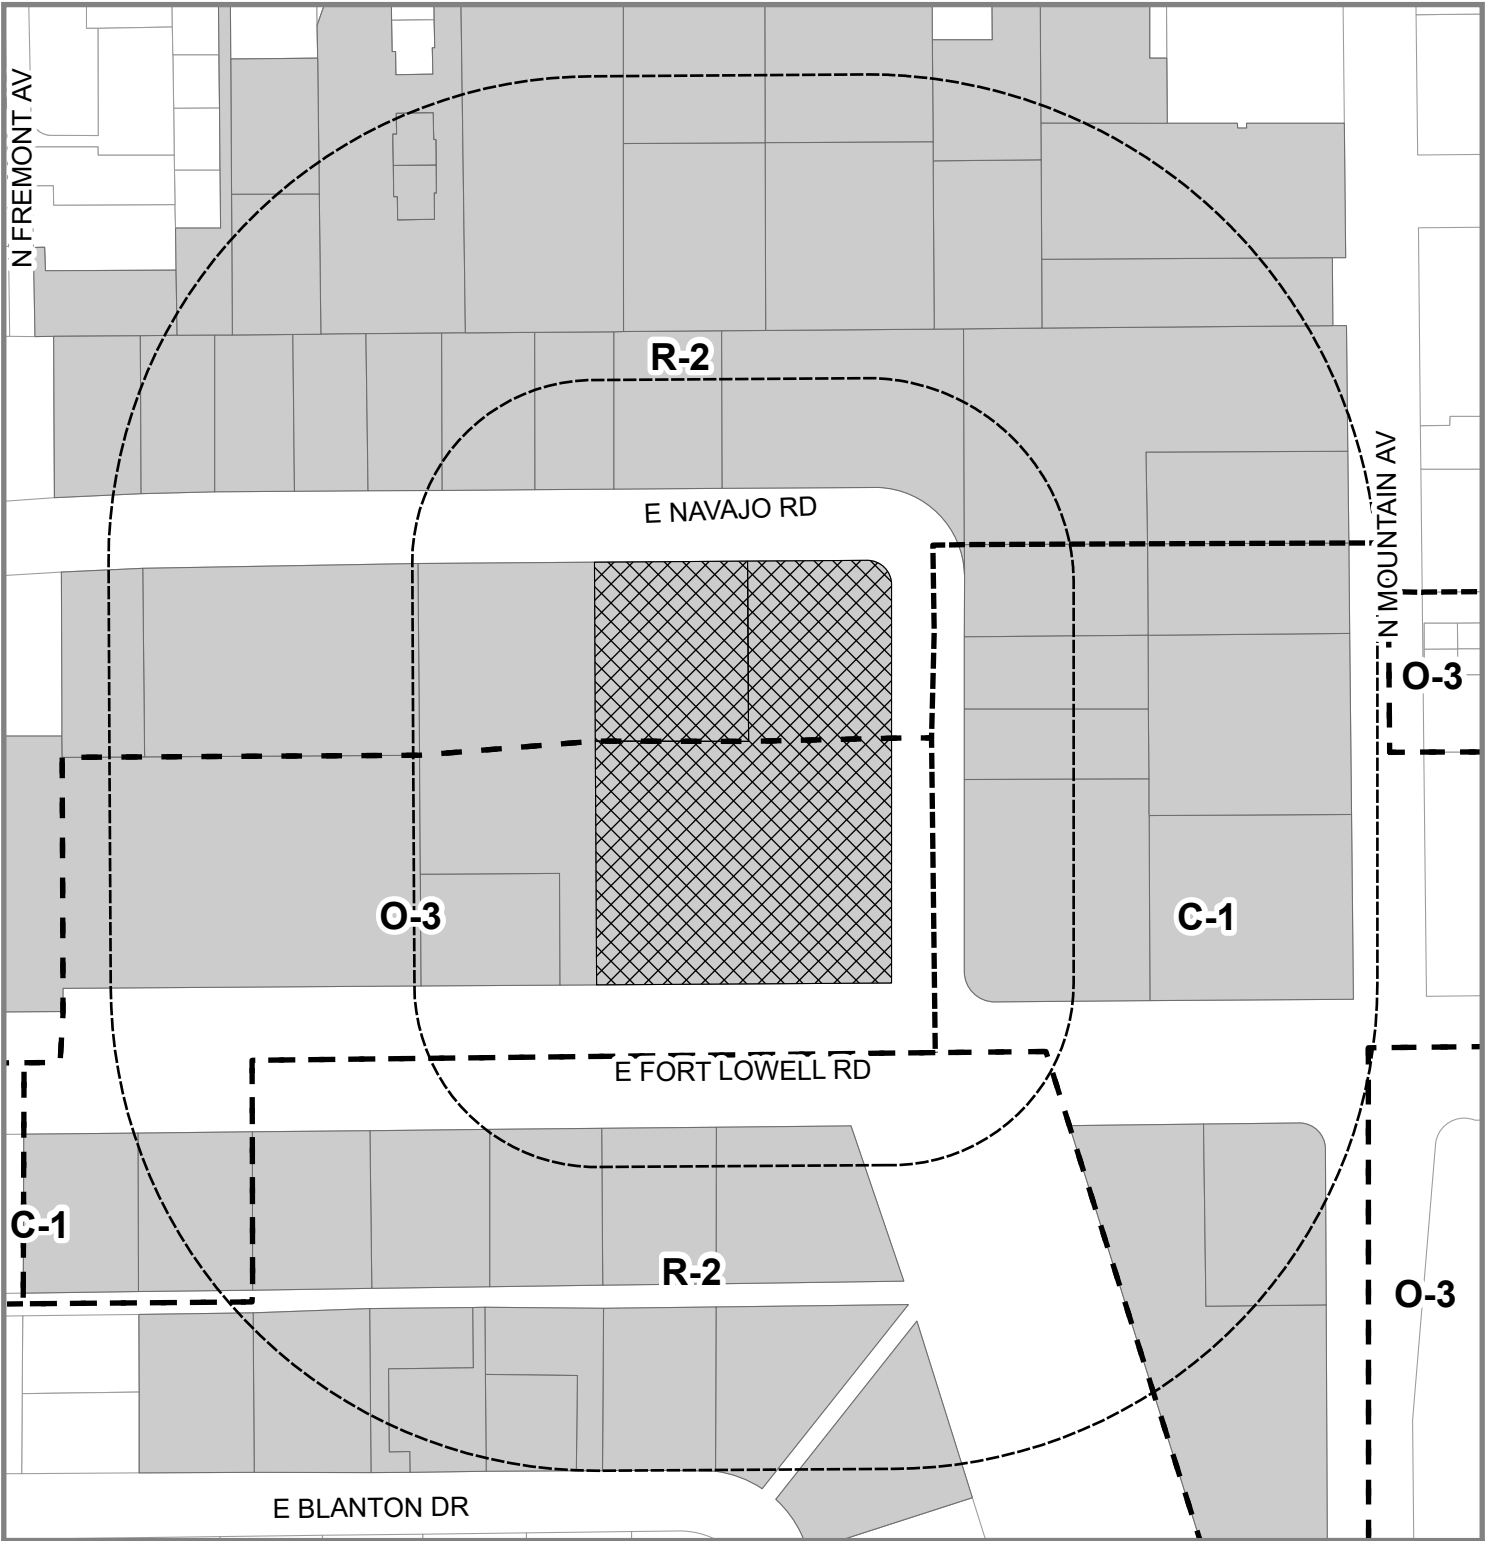 N FREMONT AV
R-2
N MOUNTAIN AV
E NAVAJO RD
O-3
O-3
C-1
E FORT LOWELL RD
C-1
R-2
O-3
E BLANTON DR